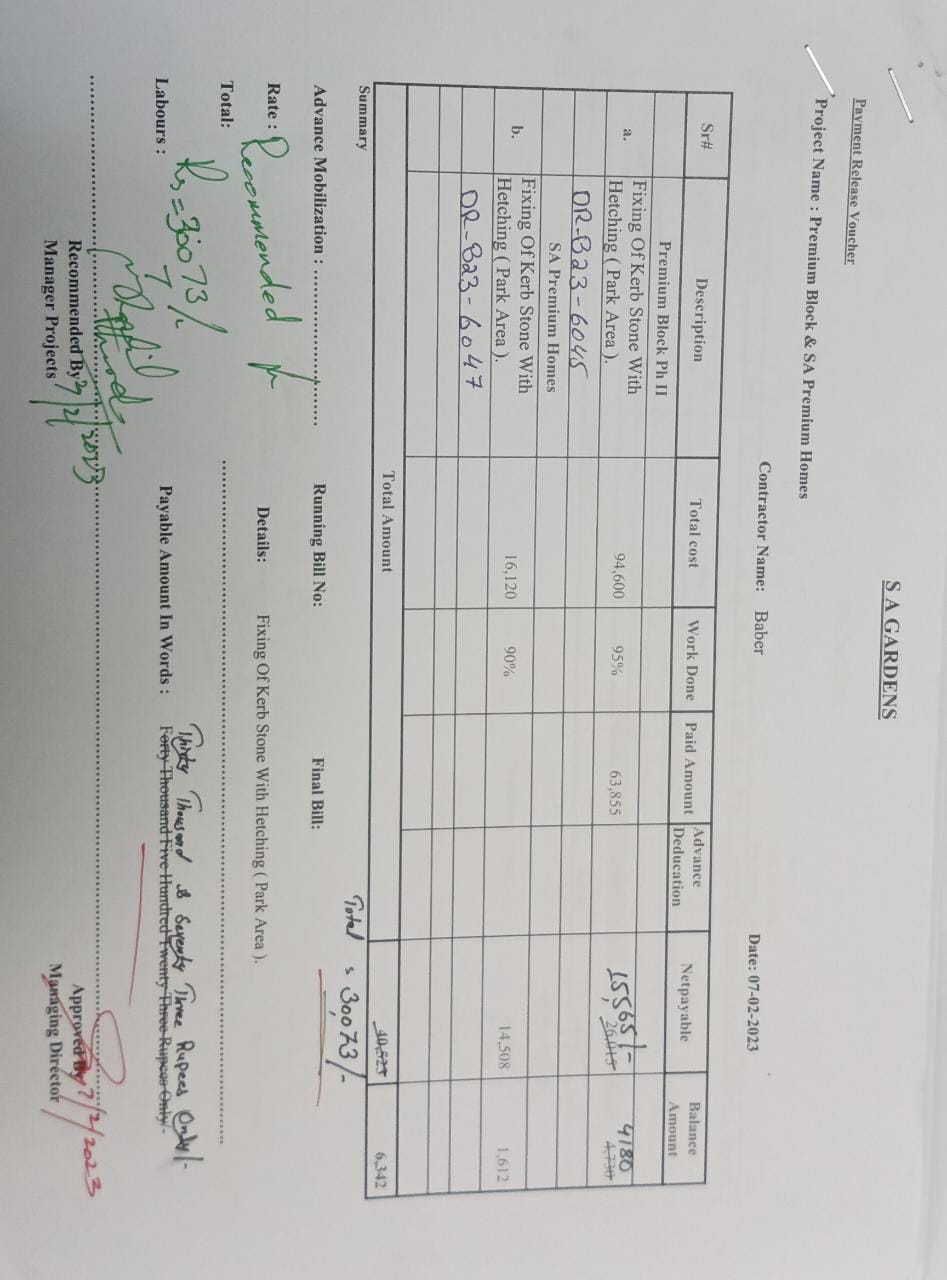 S A GARDENS
Payment Release Voucher
Project Name : Premium Block & SA Premium Homes
Contractor Name: Baber Date: 07-02-2023
Sr# Description Total cost Work Done Paid Amount Advance Deducation Netpayable Balance Amount
Premium Block Ph II
a. Fixing Of Kerb Stone With Hetching ( Park Area ). 94,600 95% 63,855 15,565/- 26,015 4180 4,730
DR-B23-6045
SA Premium Homes
b. Fixing Of Kerb Stone With Hetching ( Park Area ). 16,120 90% 14,508 1,612
DR-B23-6047
Total Amount 40,523 6,342
Summary Total 30073/-
Advance Mobilization : Running Bill No: Final Bill:
Rate : Recommended Details: Fixing Of Kerb Stone With Hetching ( Park Area ).
Total:
Rs=30073/
Labours : Payable Amount In Words : Thirty Thousand & Seventy Three Rupees Only/-
Forty Thousand Five Hundred Twenty Three Rupees Only/-
Recommended By 7/2/2023 Approved By 7/2/2023
Manager Projects Managing Director